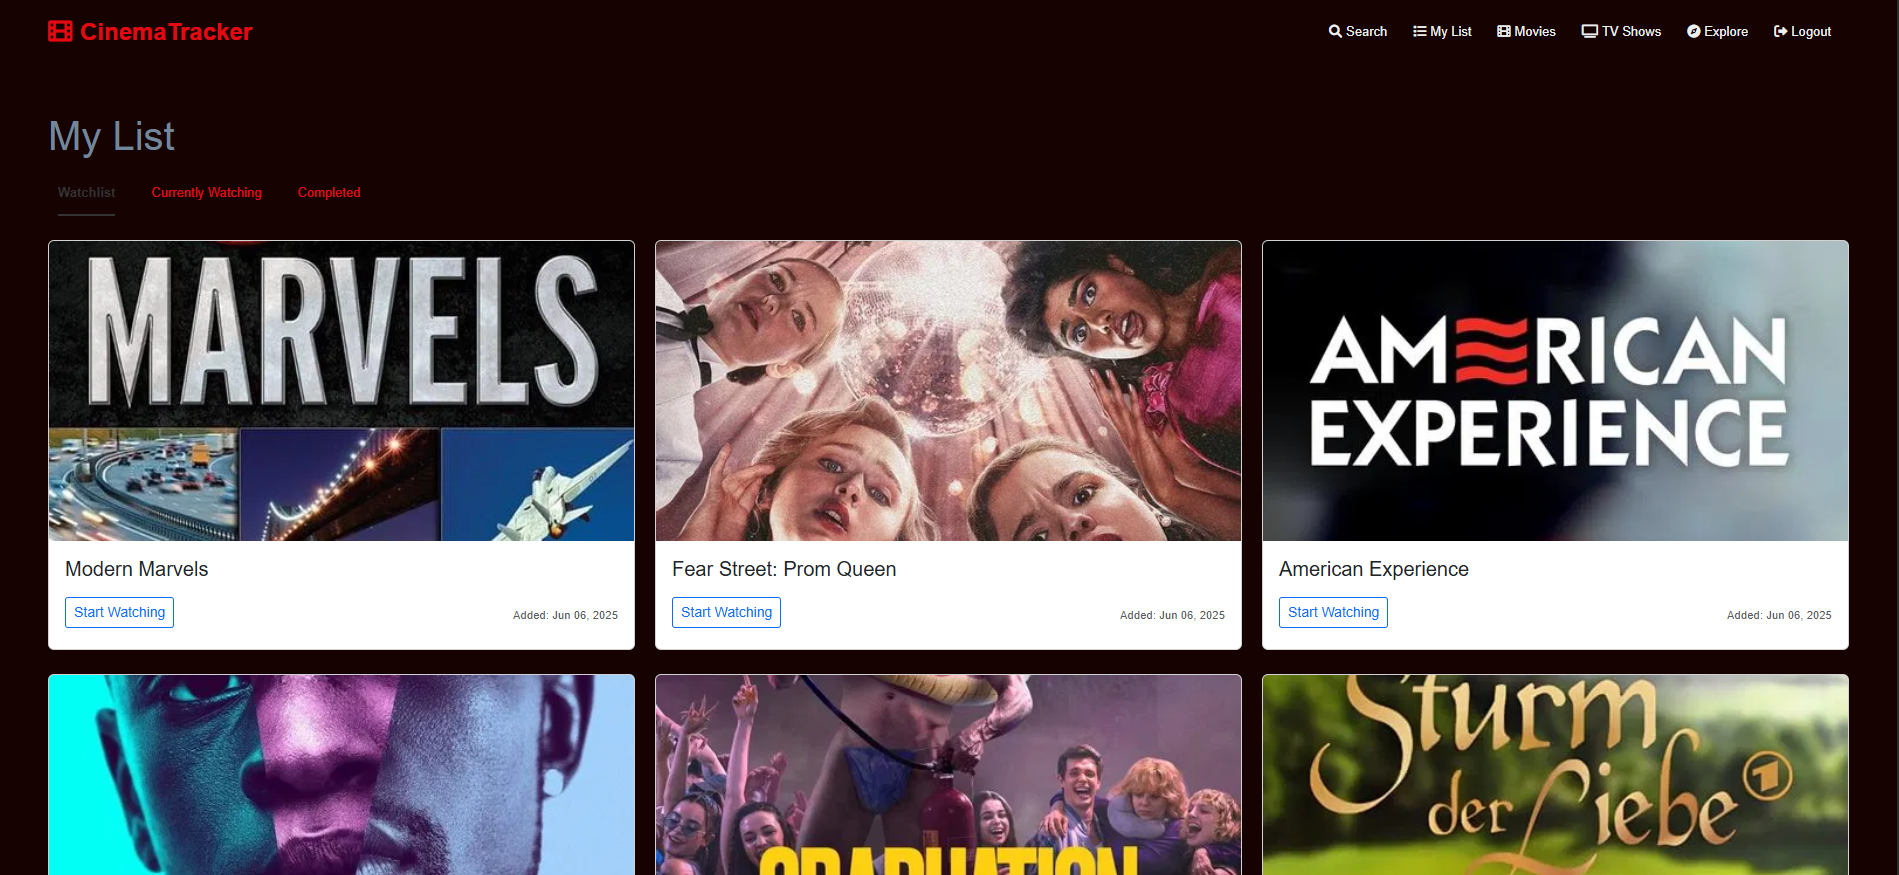 CinemaTracker
Search My List Movies TV Shows Explore Logout
My List
Watchlist Currently Watching Completed
MARVELS
AMERICAN
EXPERIENCE
Modern Marvels
Start Watching
Added: Jun 06, 2025
Fear Street: Prom Queen
Start Watching
Added: Jun 06, 2025
American Experience
Start Watching
Added: Jun 06, 2025
GRADUATION
Sturm
der Liebe
1